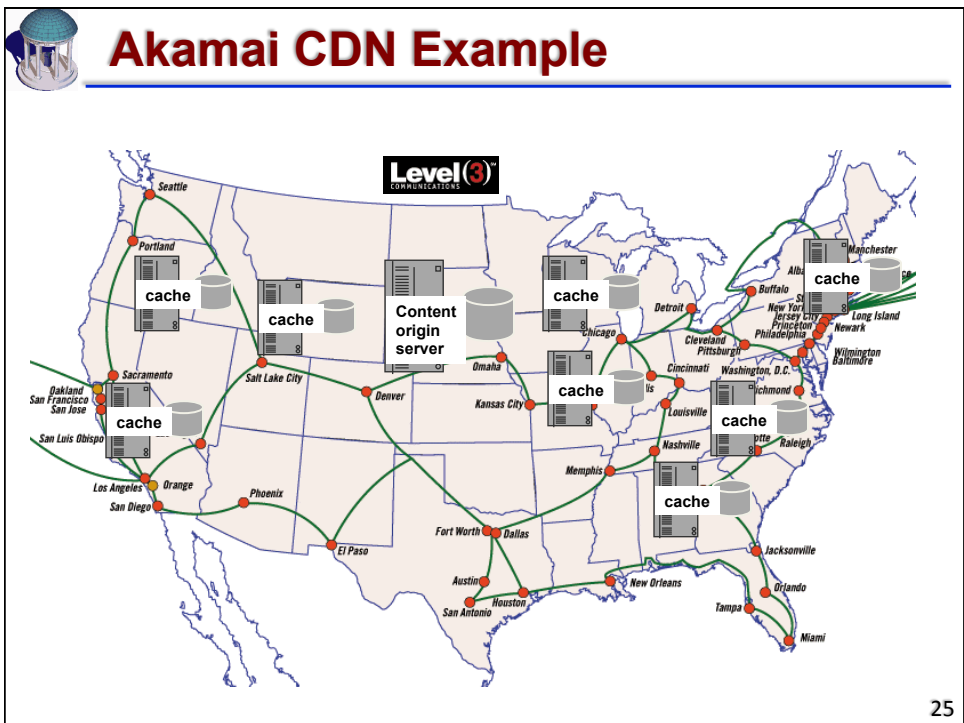 Akamai CDN Example
Level(3)™
COMMUNICATIONS
Seattle
Portland
Manchester
cache
cache
Buffalo
cache
cache
Content
origin
server
Detroit
Long Island
New York
Jersey City
Princeton
Newark
Philadelphia
Chicago
Cleveland
Pittsburgh
Wilmington
Baltimore
Washington, D.C.
Omaha
Salt Lake City
Sacramento
Denver
Cincinnati
Oakland
San Francisco
San Jose
cache
Kansas City
cache
Louisville
cache
San Luis Obispo
Raleigh
Nashville
Memphis
Los Angeles
Orange
Phoenix
San Diego
cache
Fort Worth
Dallas
El Paso
Jacksonville
Austin
New Orleans
Orlando
San Antonio
Houston
Tampa
Miami
25